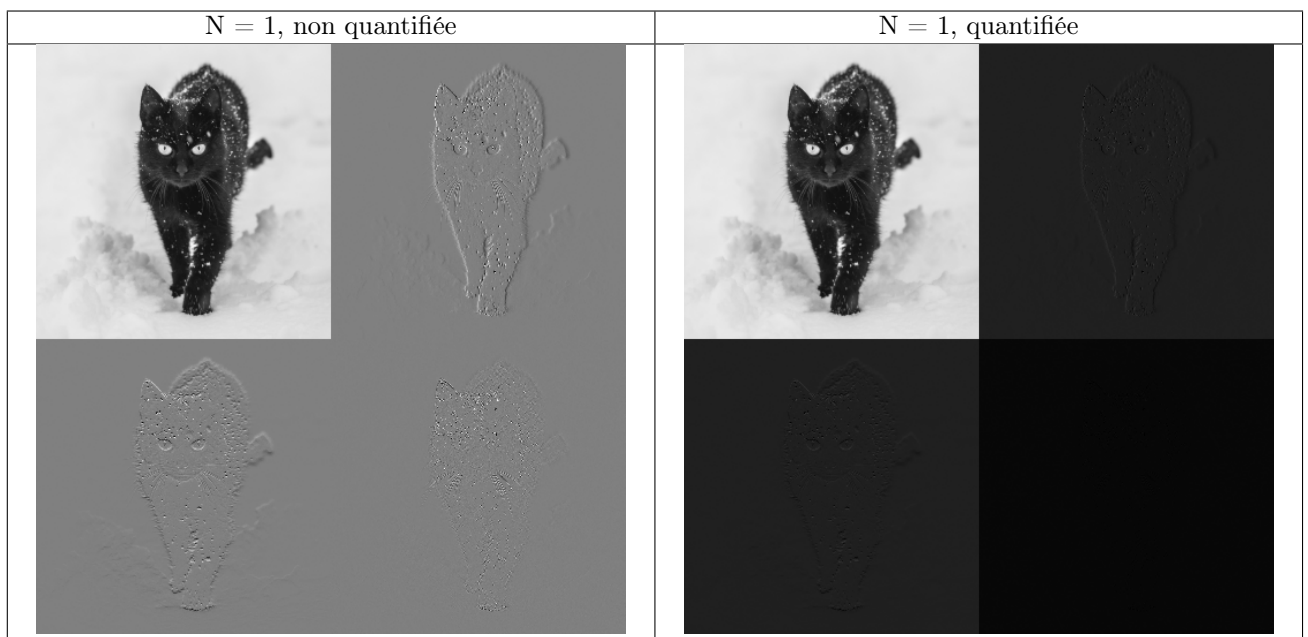 N = 1, non quantifiée
N = 1, quantifiée